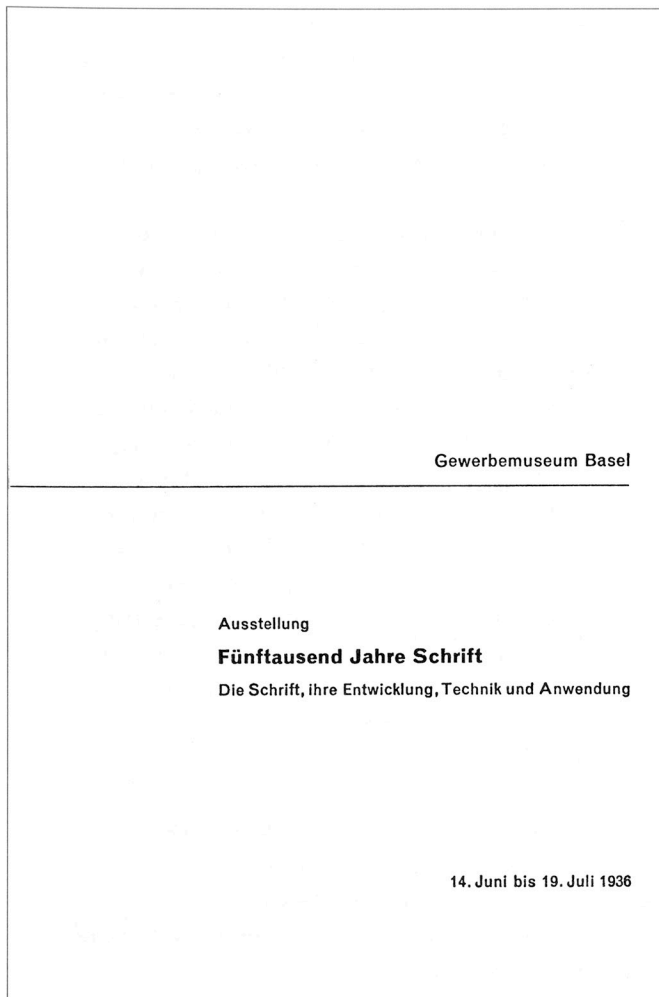 Gewerbemuseum Basel
Ausstellung
Fünftausend Jahre Schrift
Die Schrift, ihre Entwicklung, Technik und Anwendung
14. Juni bis 19. Juli 1936